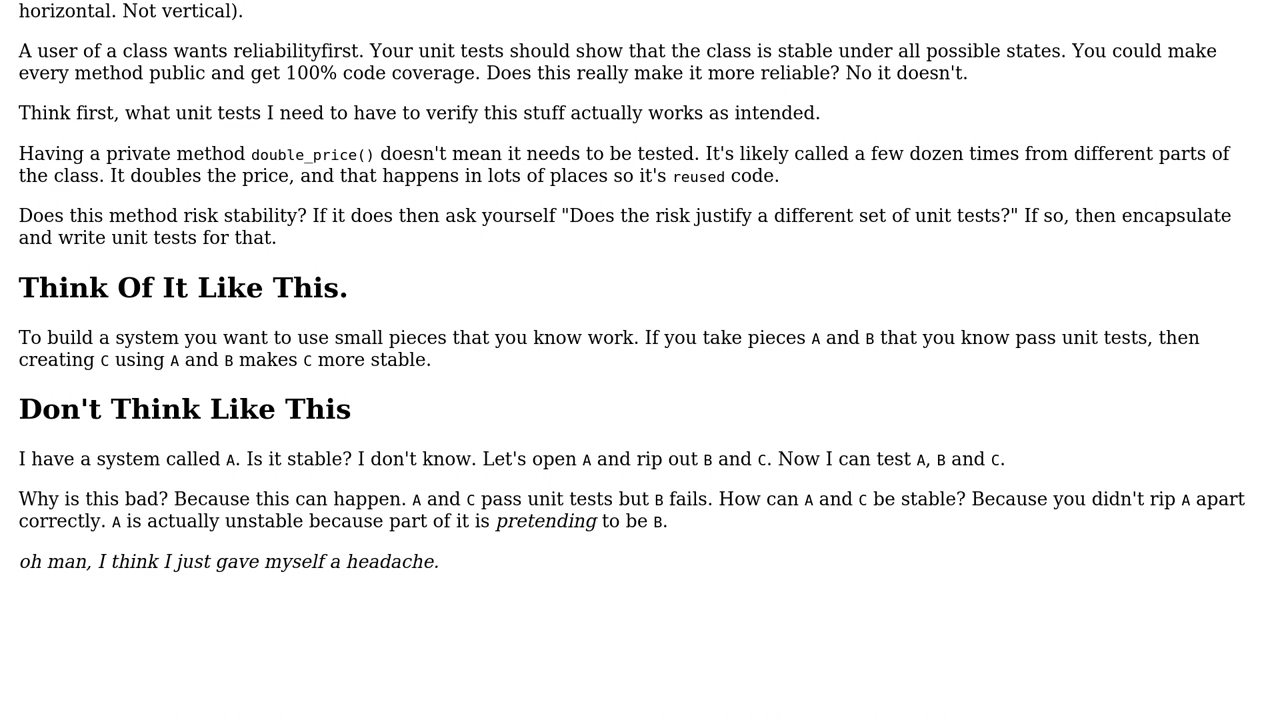 horizontal. Not vertical).
A user of a class wants reliabilityfirst. Your unit tests should show that the class is stable under all possible states. You could make
every method public and get 100% code coverage. Does this really make it more reliable? No it doesn't.
Think first, what unit tests I need to have to verify this stuff actually works as intended.
Having a private method double_price() doesn't mean it needs to be tested. It's likely called a few dozen times from different parts of
the class. It doubles the price, and that happens in lots of places so it's reused code.
Does this method risk stability? If it does then ask yourself "Does the risk justify a different set of unit tests?" If so, then encapsulate
and write unit tests for that.
Think Of It Like This.
To build a system you want to use small pieces that you know work. If you take pieces A and B that you know pass unit tests, then
creating C using A and B makes C more stable.
Don't Think Like This
I have a system called A. Is it stable? I don't know. Let's open A and rip out B and C. Now I can test A, B and C.
Why is this bad? Because this can happen. A and C pass unit tests but B fails. How can A and C be stable? Because you didn't rip A apart
correctly. A is actually unstable because part of it is pretending to be B.
oh man, I think I just gave myself a headache.